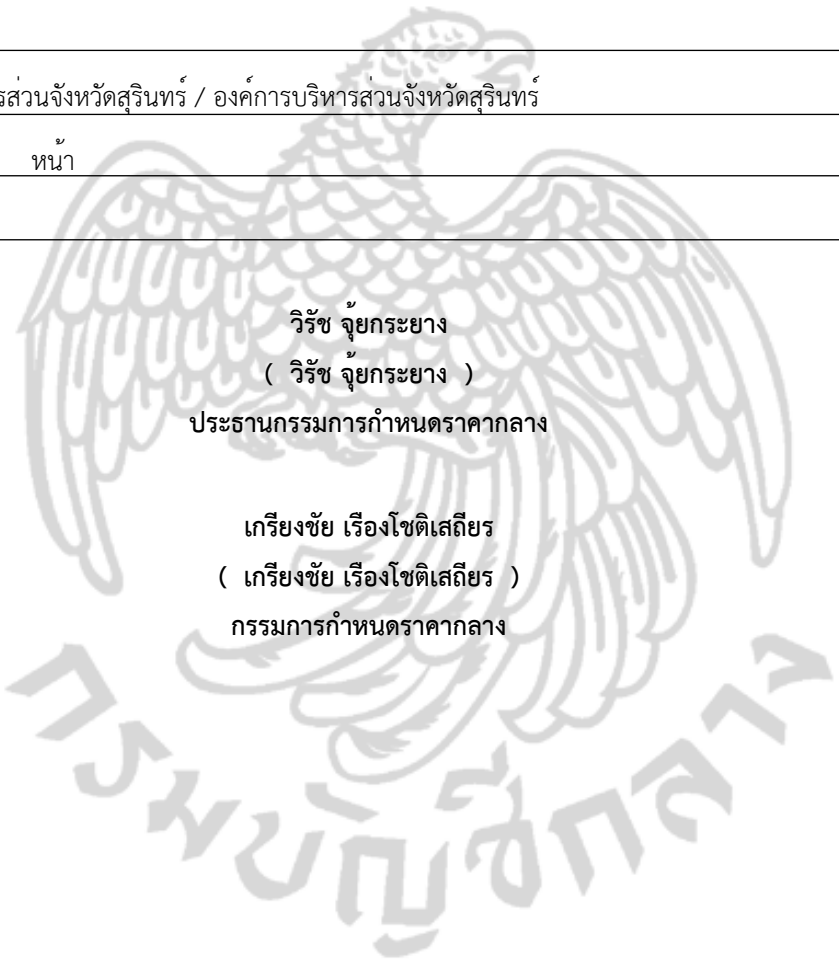 รส่วนจังหวัดสุรินทร์ / องค์การบริหารส่วนจังหวัดสุรินทร์
หน้า
วิรัช จุ้ยกระยาง
( วิรัช จุ้ยกระยาง )
ประธานกรรมการกำหนดราคากลาง
เกรียงชัย เรืองโชติเสถียร
( เกรียงชัย เรืองโชติเสถียร )
กรรมการกำหนดราคากลาง
กรมบัญชีกลาง